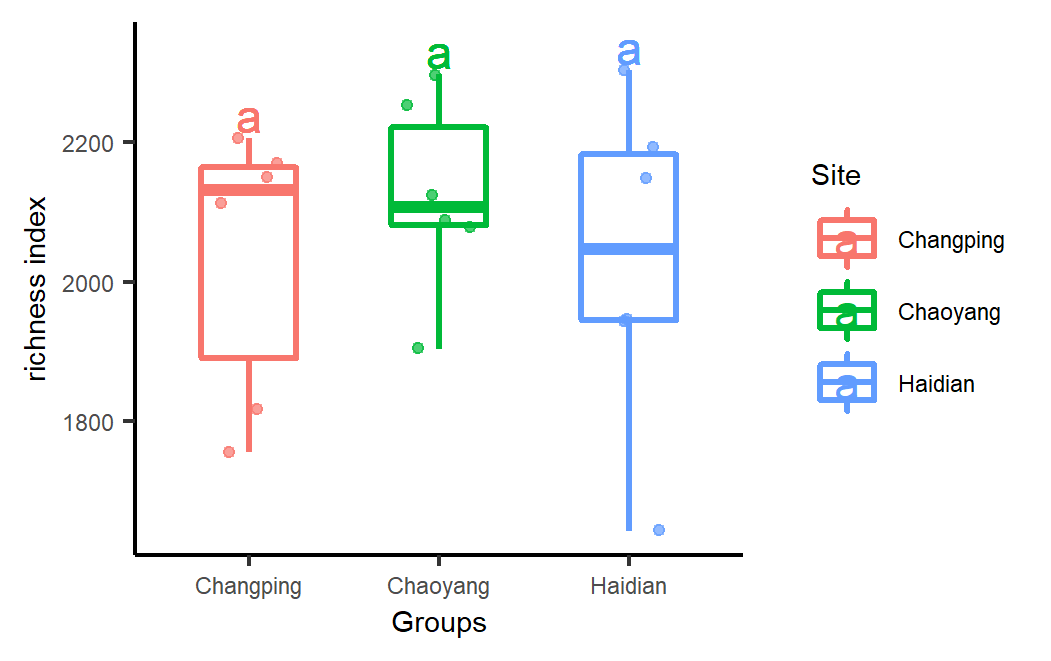 a
a
a
2200
2000
1800
richness index
Changping
Chaoyang
Haidian
Groups
Site
a
Changping
a
Chaoyang
a
Haidian